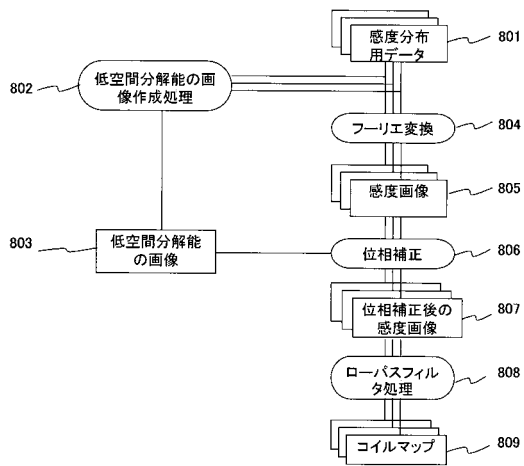 感度分布
用データ
801
802
低空間分解能の画
像作成処理
フーリエ変換
804
感度画像
805
803
低空間分解能
の画像
位相補正
806
位相補正後の
感度画像
807
ローパスフィル
タ処理
808
コイルマップ
809